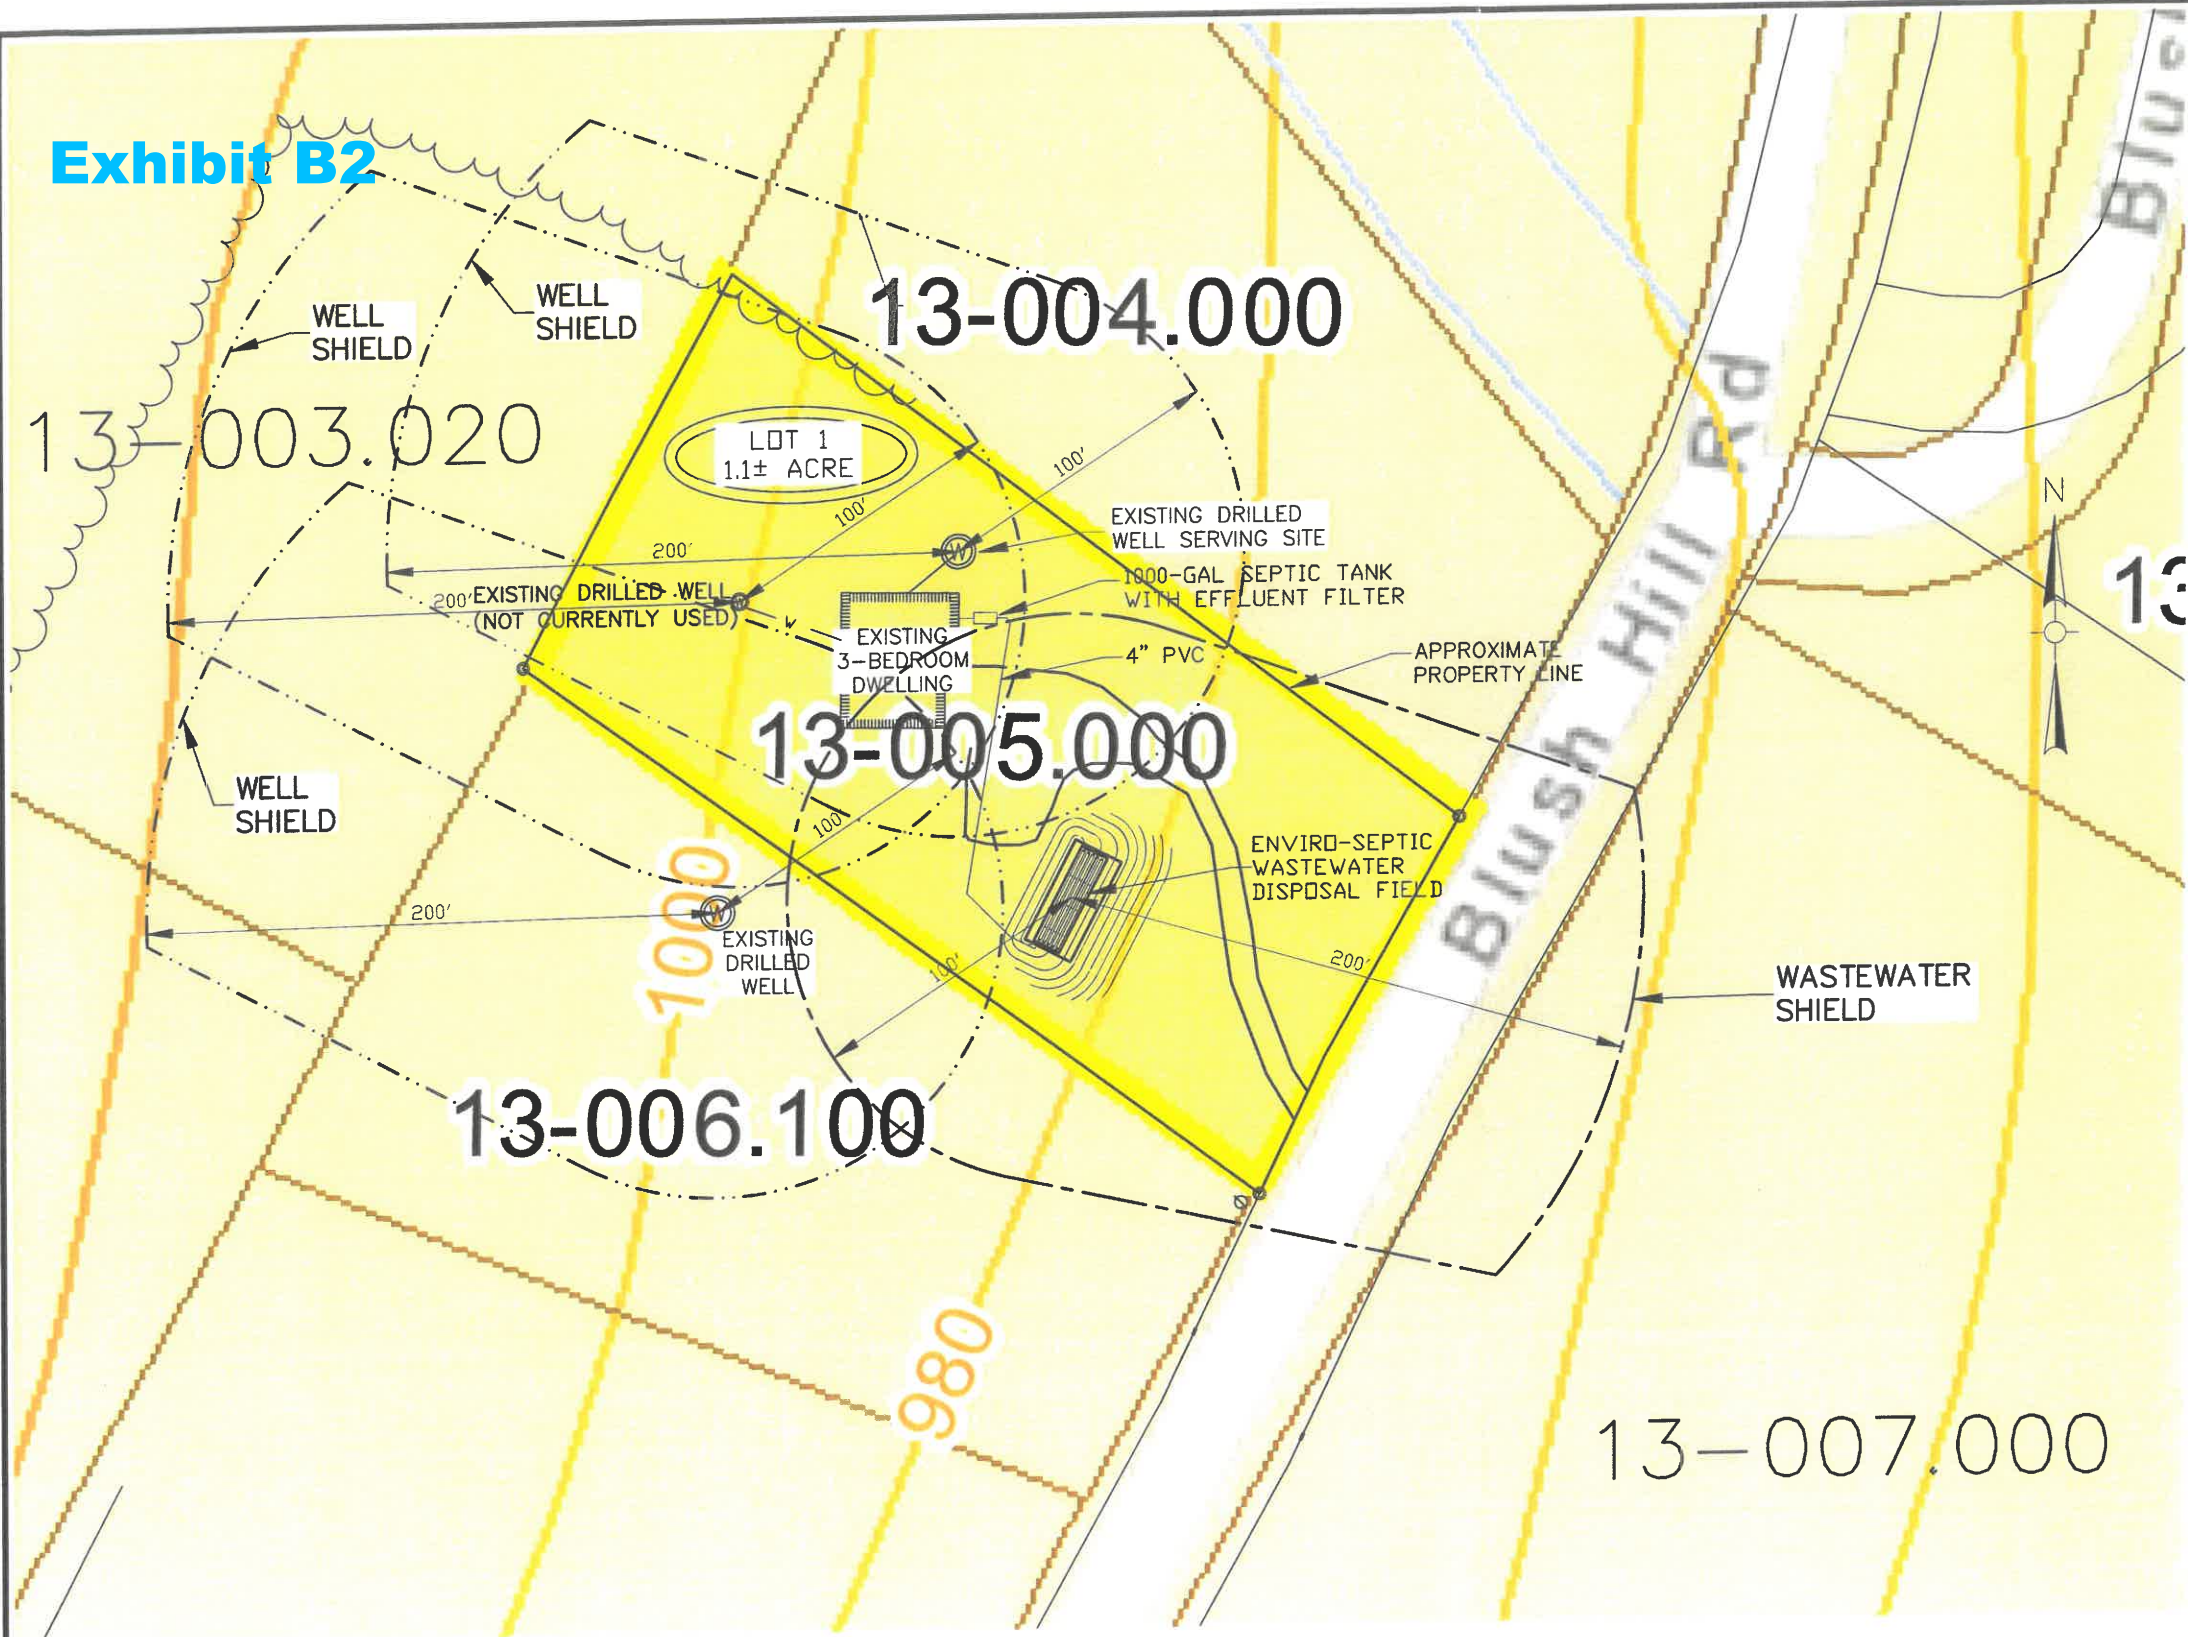 Exhibit B2
Blus
WELL
SHIELD
WELL
SHIELD
13-004.000
13-003.020
LOT 1
1.1± ACRE
100'
100'
EXISTING DRILLED
WELL SERVING SITE
N
200'
1000-GAL SEPTIC TANK
WITH EFFLUENT FILTER
200'
EXISTING DRILLED WELL
(NOT CURRENTLY USED)
W
W
EXISTING
3-BEDROOM
DWELLING
4" PVC
APPROXIMATE
PROPERTY LINE
Blush Hill Rd
13
13-005.000
WELL
SHIELD
100'
ENVIRO-SEPTIC
WASTEWATER
DISPOSAL FIELD
200'
W
EXISTING
DRILLED
WELL
1000
100'
200'
WASTEWATER
SHIELD
13-006.100
980
13-007.000